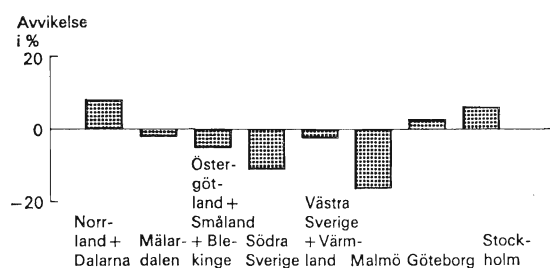 Avvikelse
i %
20
0
−20
Norr-
land +
Dalarna
Mälar-
dalen
Öster-
göt-
land +
Småland
+ Ble-
kinge
Södra
Sverige
Västra
Sverige
+ Värm-
land
Malmö
Göteborg
Stock-
holm